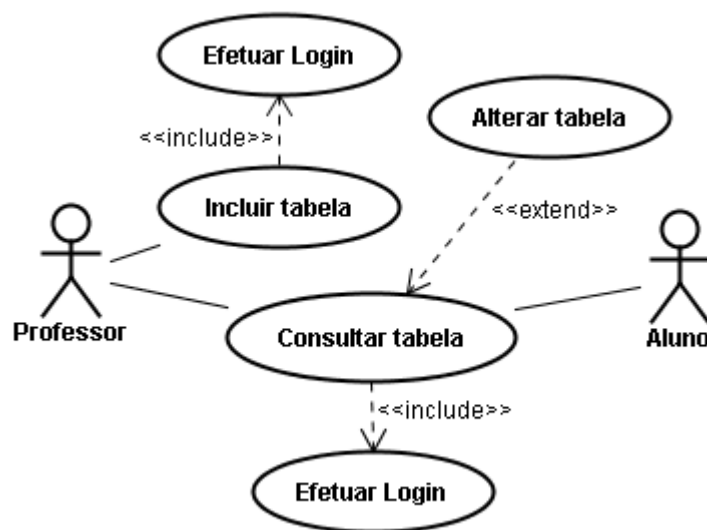 Efetuar Login
Alterar tabela
<<include>>
Incluir tabela
<<extend>>
Professor
Consultar tabela
Aluno
<<include>>
Efetuar Login